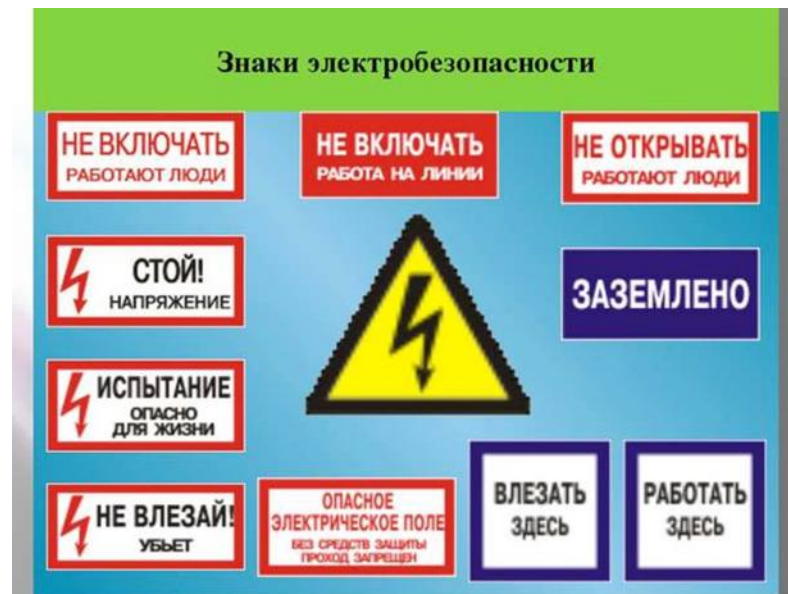 Знаки электробезопасности
НЕ ВКЛЮЧАТЬ
РАБОТАЮТ ЛЮДИ
НЕ ВКЛЮЧАТЬ
РАБОТА НА ЛИНИИ
НЕ ОТКРЫВАТЬ
РАБОТАЮТ ЛЮДИ
СТОЙ!
НАПРЯЖЕНИЕ
ЗАЗЕМЛЕНО
ИСПЫТАНИЕ
ОПАСНО
ДЛЯ ЖИЗНИ
НЕ ВЛЕЗАЙ!
УБЬЕТ
ОПАСНОЕ
ЭЛЕКТРИЧЕСКОЕ ПОЛЕ
БЕЗ СРЕДСТВ ЗАЩИТЫ
ПРОХОД ЗАПРЕЩЕН
ВЛЕЗАТЬ
ЗДЕСЬ
РАБОТАТЬ
ЗДЕСЬ